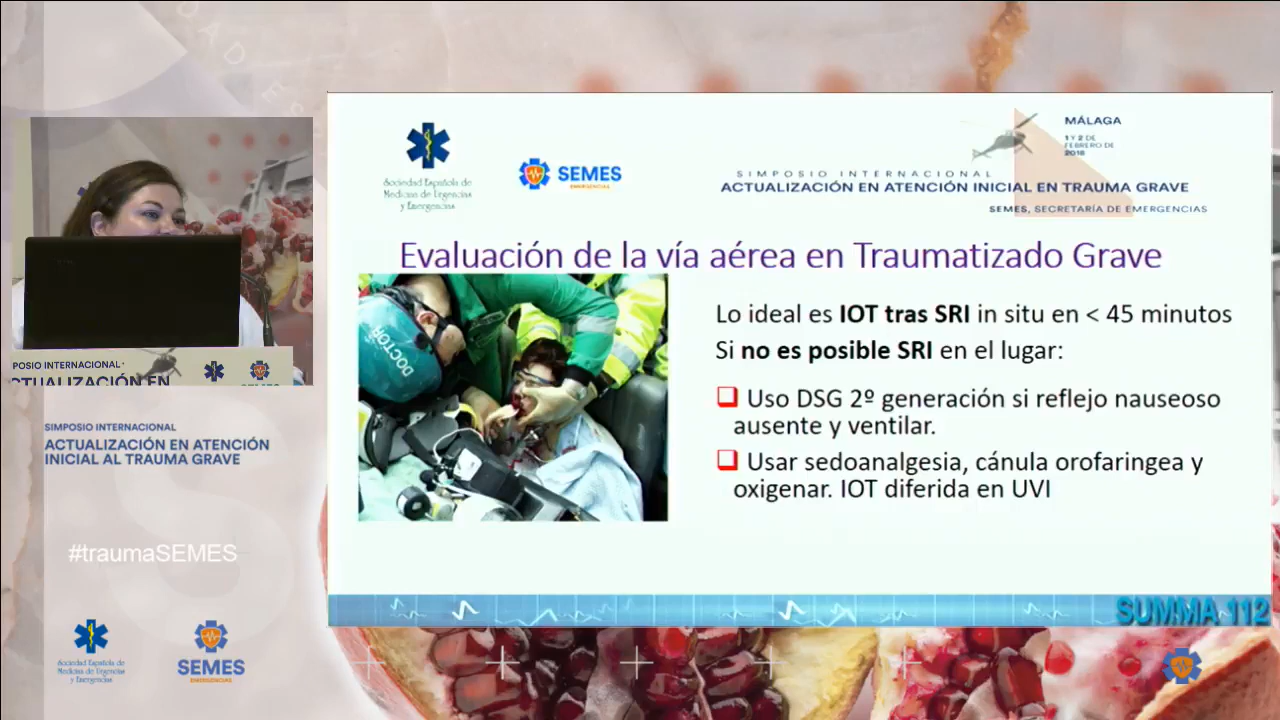 SIMPOSIO INTERNACIONAL
ACTUALIZACIÓN EN ATENCIÓN
INICIAL AL TRAUMA GRAVE
#traumaSEMES
Sociedad Española de
Medicina de Urgencias
y Emergencias
SEMES
EMERGENCIAS
POSIO INTERNACIONAL
CTUALIZACIÓN EN
Sociedad Española de
Medicina de Urgencias
y Emergencias
SEMES
EMERGENCIAS
MÁLAGA
1 Y 2 DE
FEBRERO DE
2018
SIMPOSIO INTERNACIONAL
ACTUALIZACIÓN EN ATENCIÓN INICIAL EN TRAUMA GRAVE
SEMES, SECRETARÍA DE EMERGENCIAS
Evaluación de la vía aérea en Traumatizado Grave
DOCTOR
Lo ideal es IOT tras SRI in situ en < 45 minutos
Si no es posible SRI en el lugar:
Uso DSG 2º generación si reflejo nauseoso
ausente y ventilar.
Usar sedoanalgesia, cánula orofaringea y
oxigenar. IOT diferida en UVI
SUMMA 112